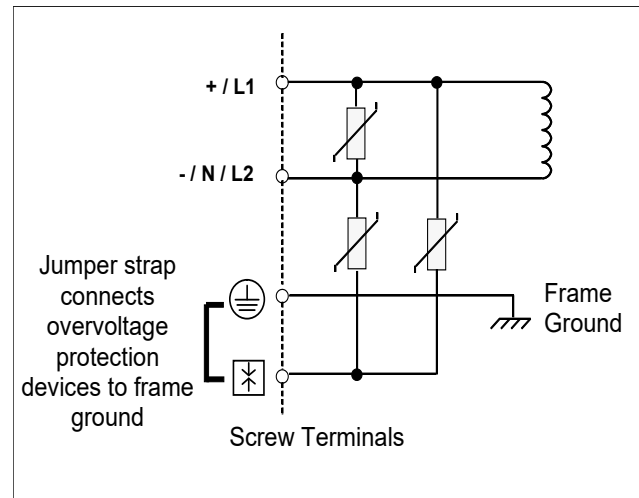 + / L1
- / N / L2
Jumper strap
connects
overvoltage
protection
devices to frame
ground
Frame
Ground
Screw Terminals